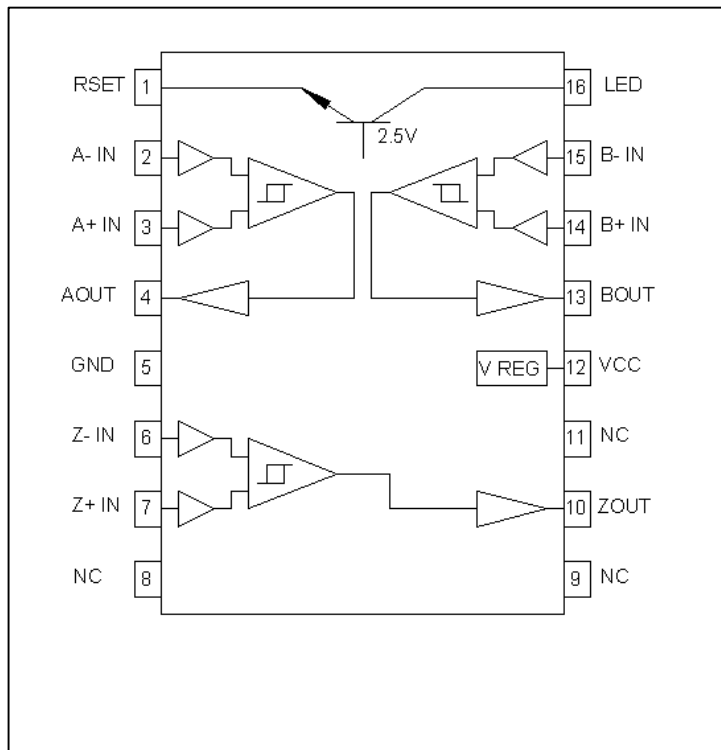 RSET 1 16 LED
2.5V
A- IN 2 15 B- IN
A+ IN 3 14 B+ IN
AOUT 4 13 BOUT
GND 5 V REG 12 VCC
Z- IN 6 11 NC
Z+ IN 7 10 ZOUT
NC 8 9 NC